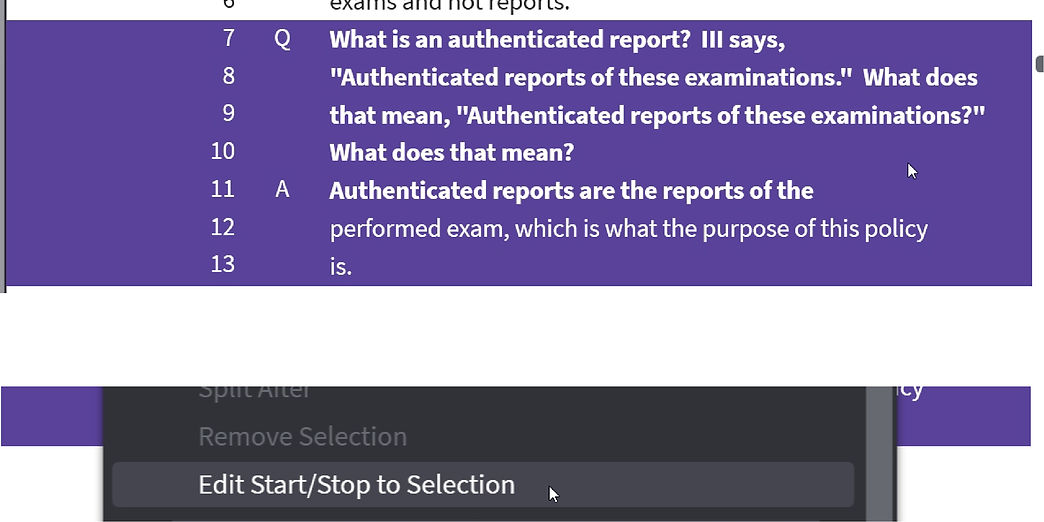 6 exams and not reports.
7 Q What is an authenticated report?  III says,
8 "Authenticated reports of these examinations."  What does
9 that mean, "Authenticated reports of these examinations?"
10 What does that mean?
11 A Authenticated reports are the reports of the
12 performed exam, which is what the purpose of this policy
13 is.
Split After
Remove Selection
Edit Start/Stop to Selection